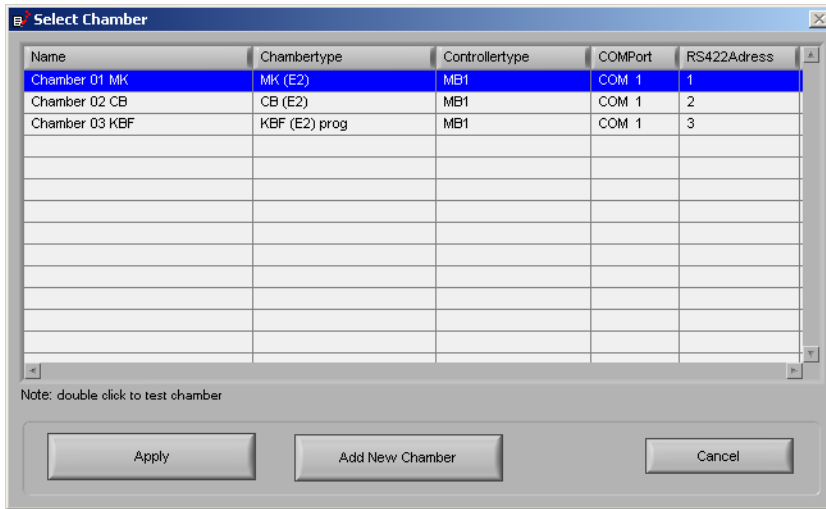 Select Chamber
Name Chambertype Controllertype COMPort RS422Adress
Chamber 01 MK MK (E2) MB1 COM 1 1
Chamber 02 CB CB (E2) MB1 COM 1 2
Chamber 03 KBF KBF (E2) prog MB1 COM 1 3
Note: double click to test chamber
Apply Add New Chamber Cancel